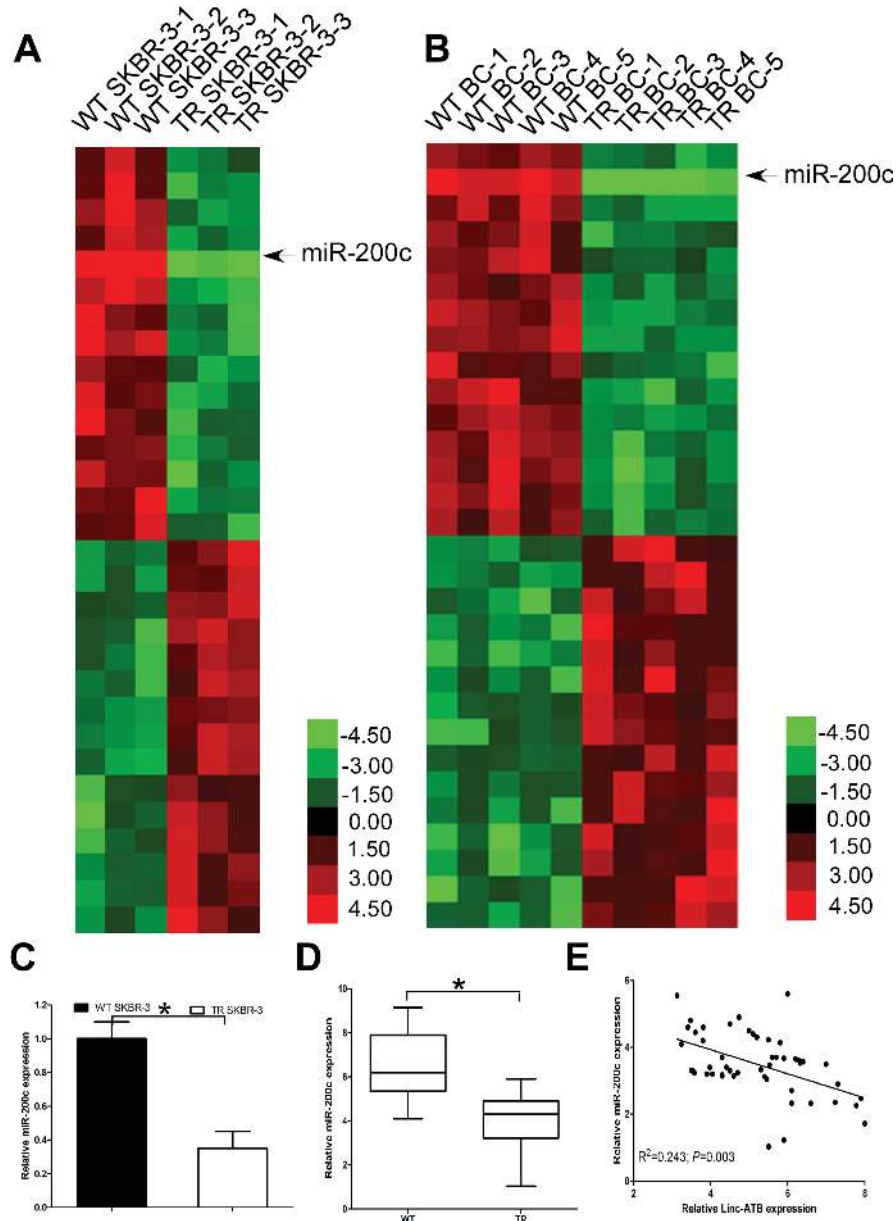 A
WT SKBR-3-1
WT SKBR-3-2
WT SKBR-3-3
TR SKBR-3-1
TR SKBR-3-2
TR SKBR-3-3
miR-200c
-4.50
-3.00
-1.50
0.00
1.50
3.00
4.50
B
WT BC-1
WT BC-2
WT BC-3
WT BC-4
WT BC-5
TR BC-1
TR BC-2
TR BC-3
TR BC-4
TR BC-5
miR-200c
-4.50
-3.00
-1.50
0.00
1.50
3.00
4.50
C
WT SKBR-3
TR SKBR-3
*
Relative miR-200c expression
1.2
1.0
0.8
0.6
0.4
0.2
0.0
D
*
Relative miR-200c expression
10
8
6
4
2
0
WT
TR
E
Relative miR-200c expression
6
4
2
0
R²=0.243; P=0.003
2
4
6
8
Relative Linc-ATB expression